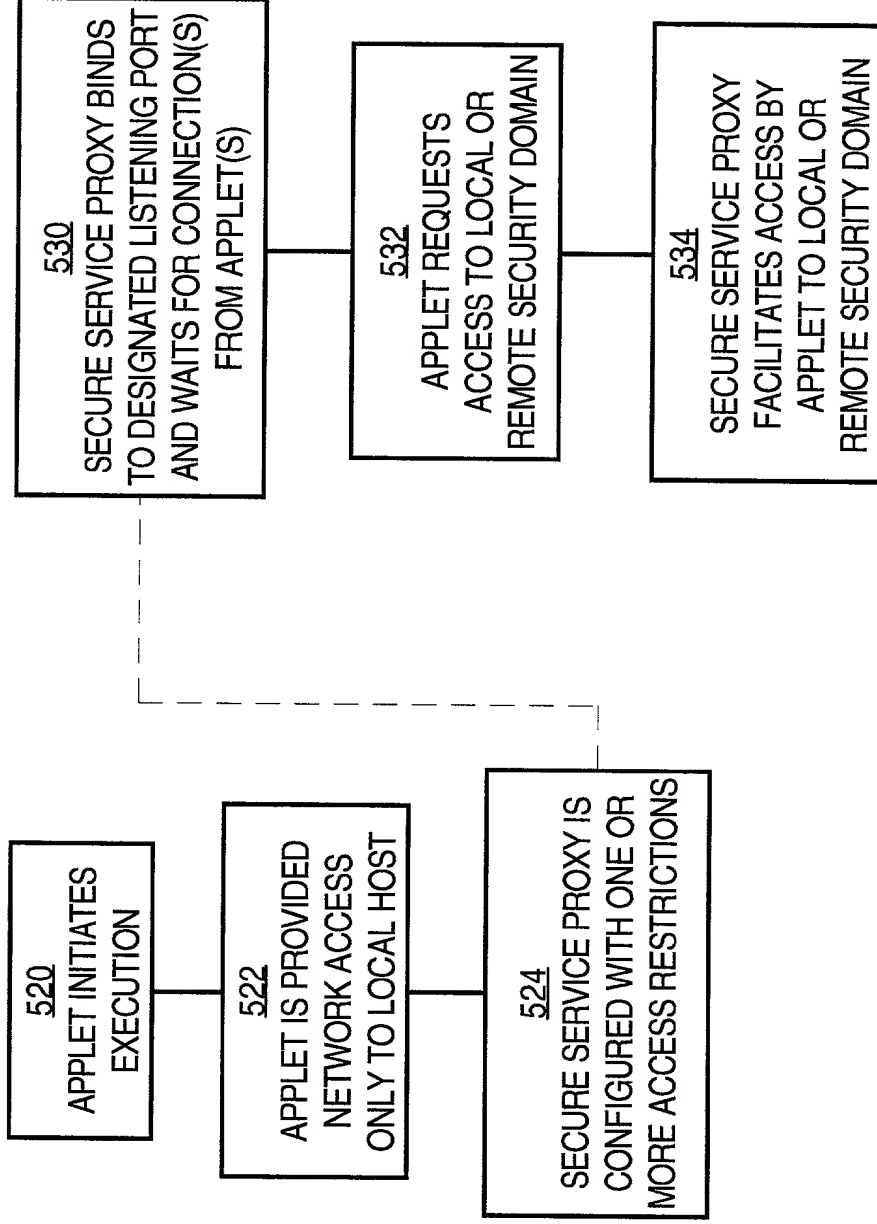 520
APPLET INITIATES
EXECUTION
522
APPLET IS PROVIDED
NETWORK ACCESS
ONLY TO LOCAL HOST
524
SECURE SERVICE PROXY IS
CONFIGURED WITH ONE OR
MORE ACCESS RESTRICTIONS
530
SECURE SERVICE PROXY BINDS
TO DESIGNATED LISTENING PORT
AND WAITS FOR CONNECTION(S)
FROM APPLET(S)
532
APPLET REQUESTS
ACCESS TO LOCAL OR
REMOTE SECURITY DOMAIN
534
SECURE SERVICE PROXY
FACILITATES ACCESS BY
APPLET TO LOCAL OR
REMOTE SECURITY DOMAIN